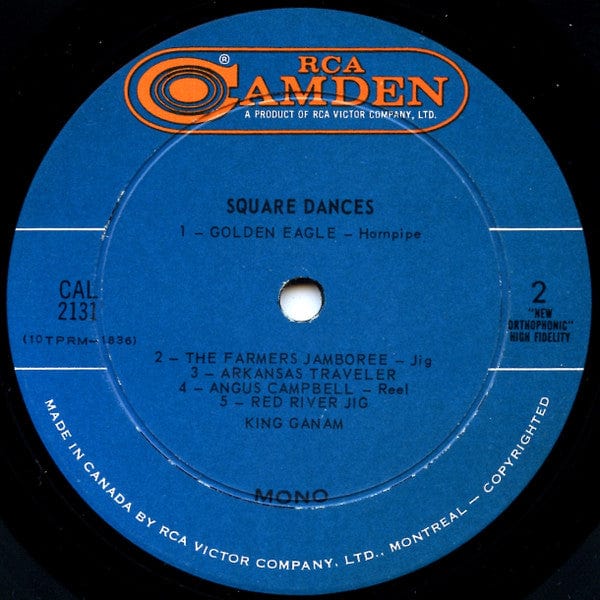 ®
RCA
CAMDEN
A PRODUCT OF RCA VICTOR COMPANY, LTD.
SQUARE DANCES
1 – GOLDEN EAGLE – Hornpipe
CAL
2131
(10TPRM-1836)
2
"NEW
ORTHOPHONIC"
HIGH FIDELITY
2 – THE FARMERS JAMBOREE – Jig
3 – ARKANSAS TRAVELER
4 – ANGUS CAMPBELL – Reel
5 – RED RIVER JIG
KING GANAM
MONO
MADE IN CANADA BY RCA VICTOR COMPANY, LTD., MONTREAL – COPYRIGHTED